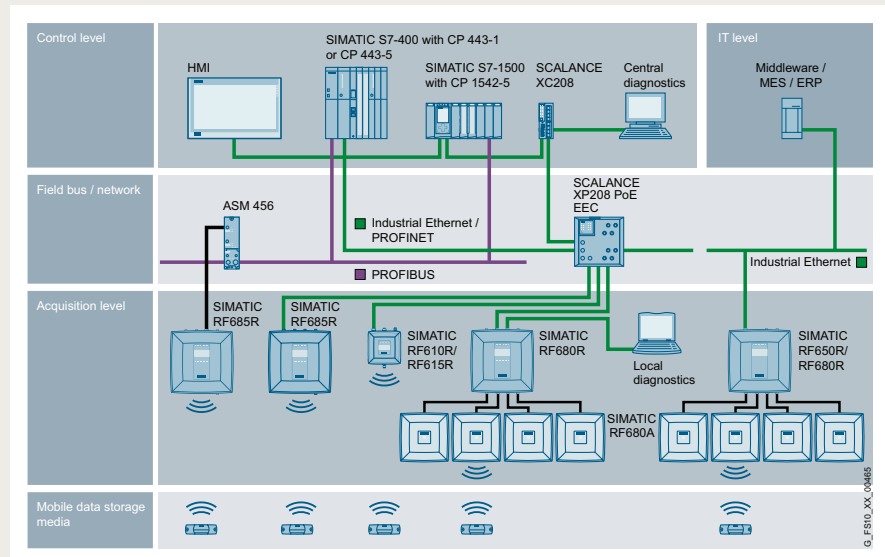 Control level
HMI
SIMATIC S7-400 with CP 443-1
or CP 443-5
SIMATIC S7-1500
with CP 1542-5
SCALANCE
XC208
Central
diagnostics
IT level
Middleware /
MES / ERP
Field bus / network
ASM 456
Industrial Ethernet /
PROFINET
PROFIBUS
SCALANCE
XP208 PoE
EEC
Industrial Ethernet
Acquisition level
SIMATIC
RF685R
SIMATIC
RF685R
SIMATIC
RF610R/
RF615R
SIMATIC
RF680R
Local
diagnostics
SIMATIC
RF650R/
RF680R
SIMATIC
RF680A
Mobile data storage
media
G_FS10_XX_00465